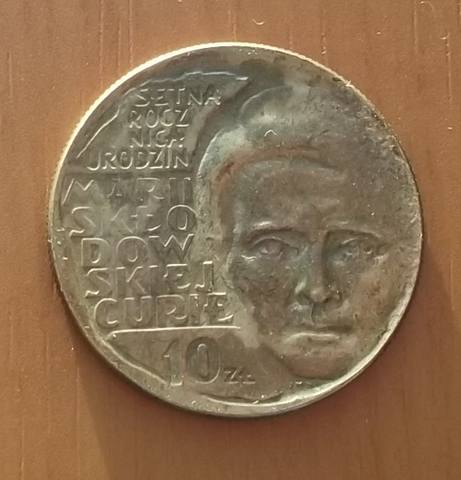 SETNA
ROCZ
NICA
URODZIN
MARII
SKŁO
DOW
SKIEJ
CURIE
10 ZŁ